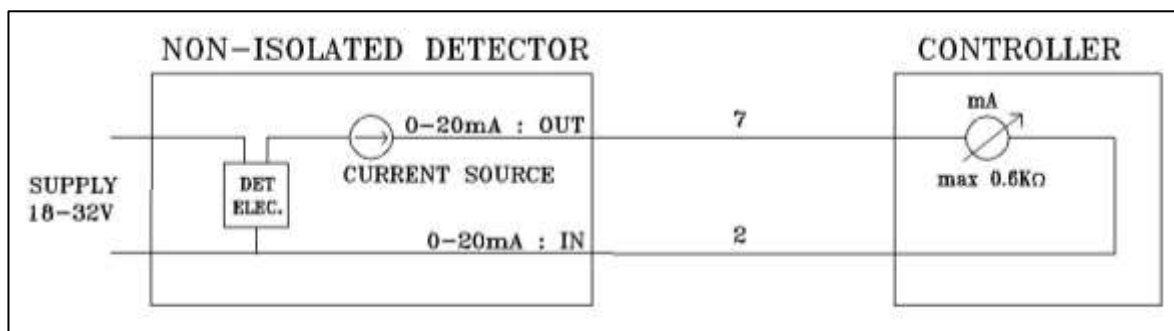 NON-ISOLATED DETECTOR
CONTROLLER
0-20mA : OUT
7
mA
CURRENT SOURCE
max 0.6KΩ
SUPPLY
18-32V
DET
ELEC.
0-20mA : IN
2